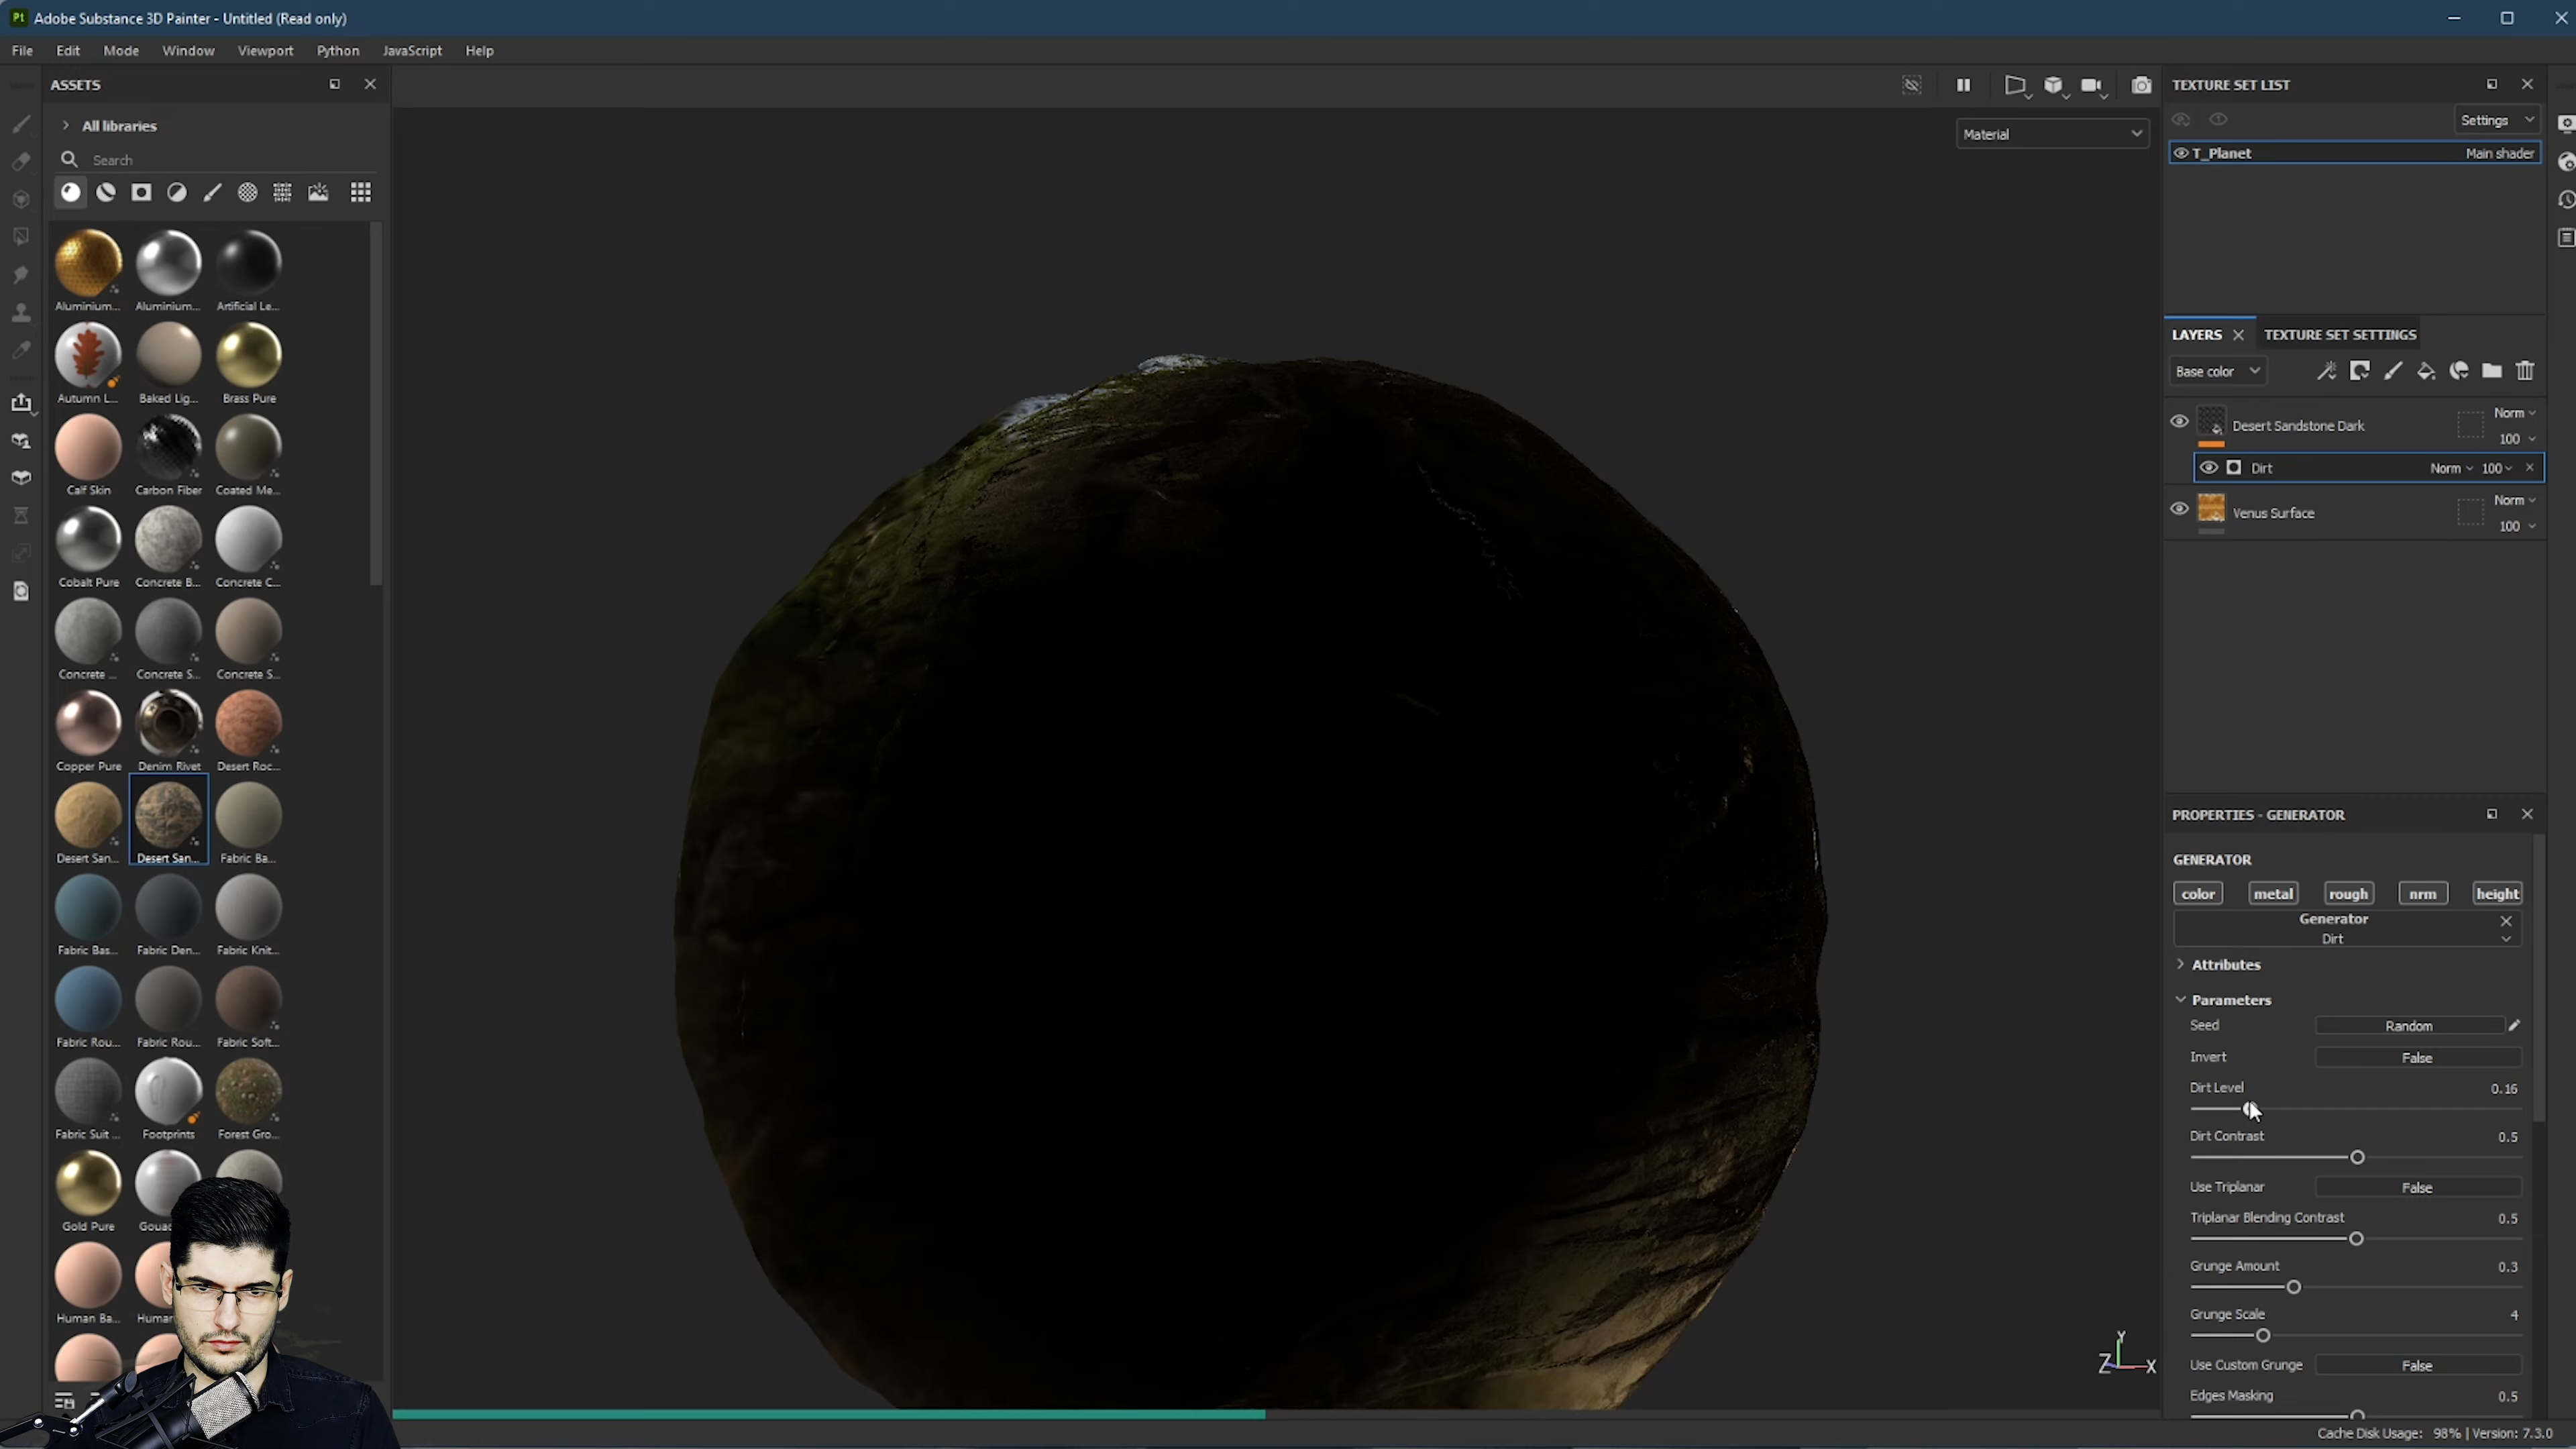 Adobe Substance 3D Painter - Untitled (Read only)
File Edit Mode Window Viewport Python JavaScript Help
ASSETS
All libraries
Search
Aluminium... Aluminium... Artificial Le...
Autumn L... Baked Lig... Brass Pure
Calf Skin Carbon Fiber Coated Me...
Cobalt Pure Concrete B... Concrete C...
Concrete ... Concrete S... Concrete S...
Copper Pure Denim Rivet Desert Roc...
Desert San... Desert San... Fabric Ba...
Fabric Bas... Fabric Den... Fabric Knit...
Fabric Rou... Fabric Rou... Fabric Soft...
Fabric Suit ... Footprints Forest Gro...
Gold Pure
Human Ba...
Material
Y
Z X
TEXTURE SET LIST
Settings
T_Planet Main shader
LAYERS TEXTURE SET SETTINGS
Base color
Desert Sandstone Dark Norm
100
Dirt Norm 100
Venus Surface Norm
100
PROPERTIES - GENERATOR
GENERATOR
color metal rough nrm height
Generator
Dirt
Attributes
Parameters
Seed Random
Invert False
Dirt Level 0.16
Dirt Contrast 0.5
Use Triplanar False
Triplanar Blending Contrast 0.5
Grunge Amount 0.3
Grunge Scale 4
Use Custom Grunge False
Edges Masking 0.5
Cache Disk Usage: 98% | Version: 7.3.0